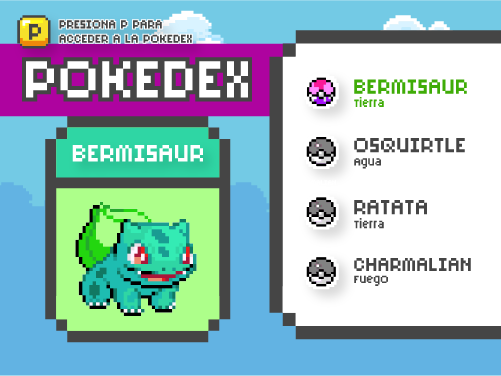 P
PRESIONA P PARA
ACCEDER A LA POKEDEX
POKEDEX
BERMISAUR
BERMISAUR
Tierra
OSQUIRTLE
Agua
RATATA
Tierra
CHARMALIAN
Fuego